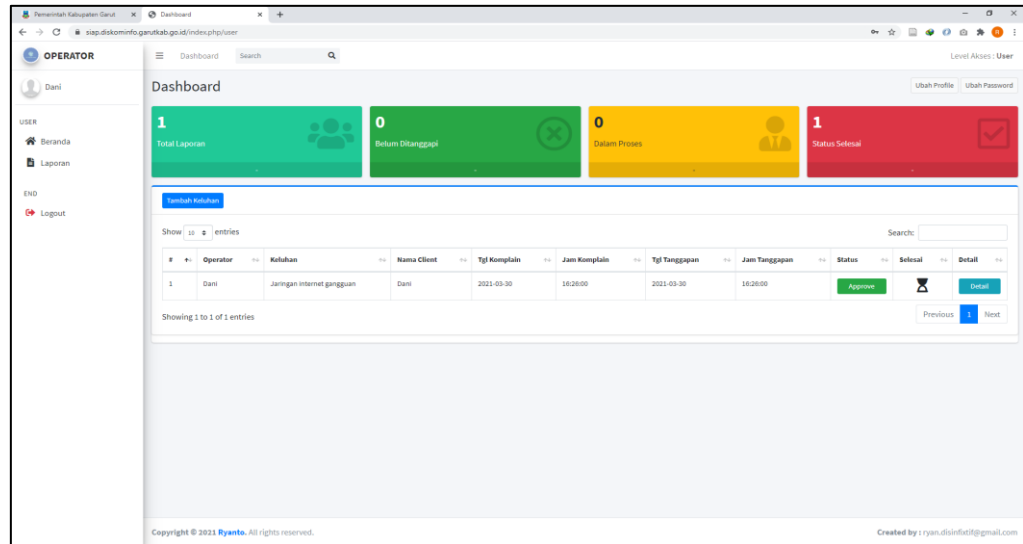 Pemerintah Kabupaten Garut
Dashboard
siap.diskominfo.garutkab.go.id/index.php/user
OPERATOR
Dashboard
Search
Level Akses : User
Dani
Dashboard
Ubah Profile
Ubah Password
USER
Beranda
Laporan
END
Logout
1
Total Laporan
0
Belum Ditanggapi
0
Dalam Proses
1
Status Selesai
Tambah Keluhan
Show 10 entries
Search:
# Operator Keluhan Nama Client Tgl Komplain Jam Komplain Tgl Tanggapan Jam Tanggapan Status Selesai Detail
1 Dani Jaringan internet gangguan Dani 2021-03-30 16:26:00 2021-03-30 16:26:00 Approve Detail
Showing 1 to 1 of 1 entries
Previous 1 Next
Copyright © 2021 Ryanto. All rights reserved.
Created by : ryan.disinfixtif@gmail.com